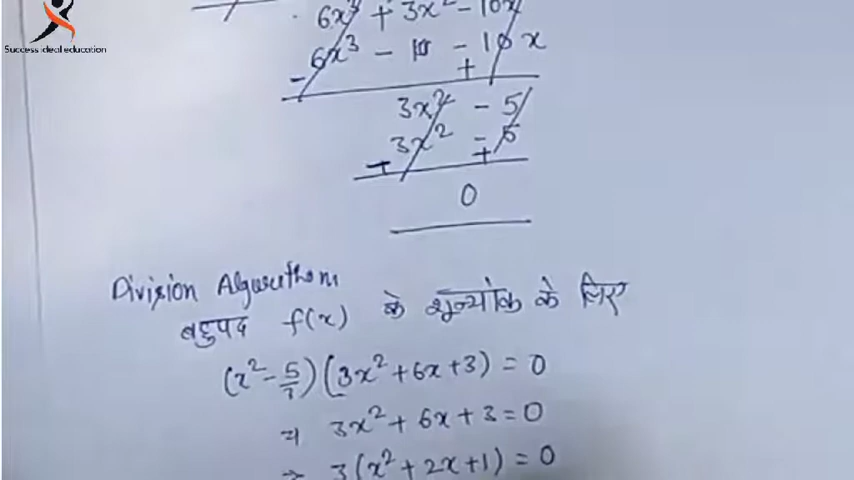 Success ideal education
6x³ + 3x² - 10x
6x³ - 10 - 10x
- +
3x² - 5
3x² - 5
- +
0
Division Algorithm
बहुपद f(x) के शून्यांक के लिए
(x² - 5/3)(3x² + 6x + 3) = 0
⇒ 3x² + 6x + 3 = 0
⇒ 3(x² + 2x + 1) = 0